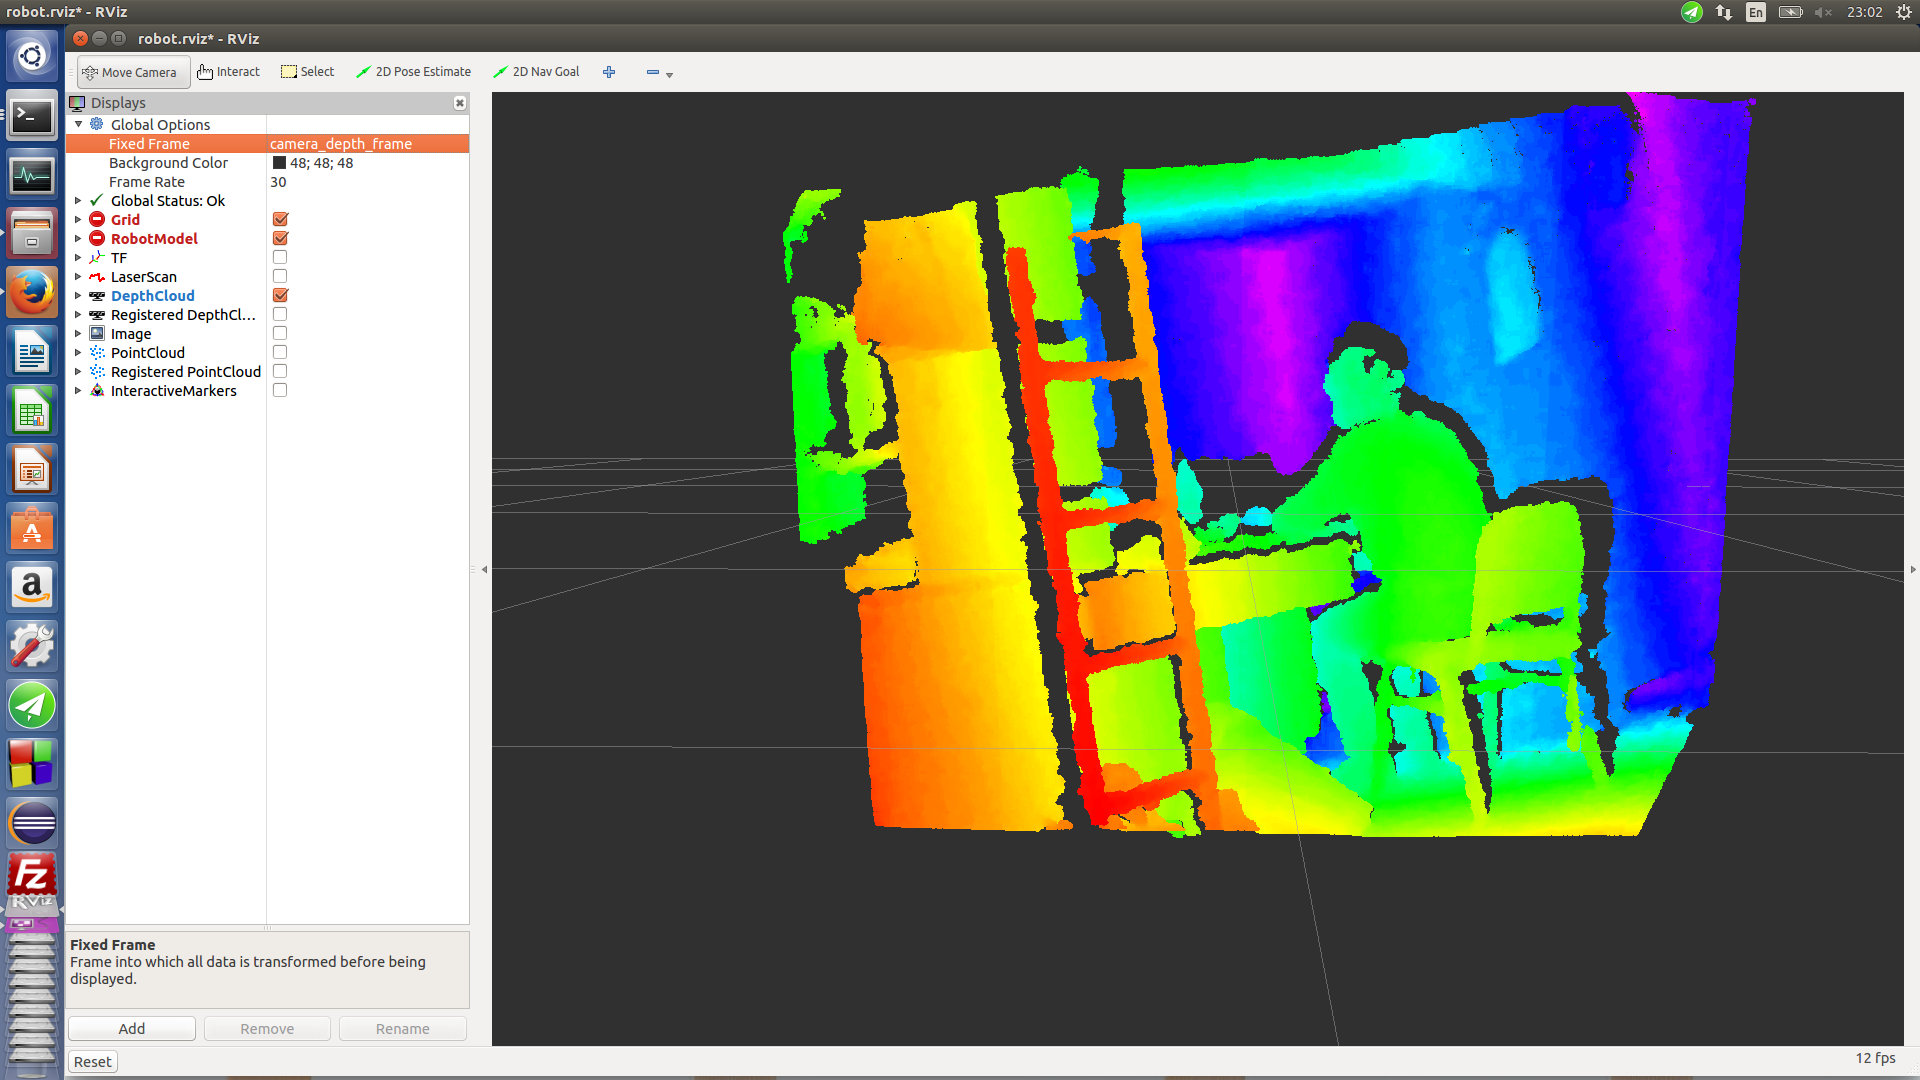 robot.rviz* - RViz
En
23:02
robot.rviz* - RViz
Move Camera
Interact
Select
2D Pose Estimate
2D Nav Goal
Displays
Global Options
Fixed Frame camera_depth_frame
Background Color 48; 48; 48
Frame Rate 30
Global Status: Ok
Grid
RobotModel
TF
LaserScan
DepthCloud
Registered DepthCl...
Image
PointCloud
Registered PointCloud
InteractiveMarkers
Fixed Frame
Frame into which all data is transformed before being
displayed.
Add
Remove
Rename
Reset
12 fps
A
a
Fz
RViz